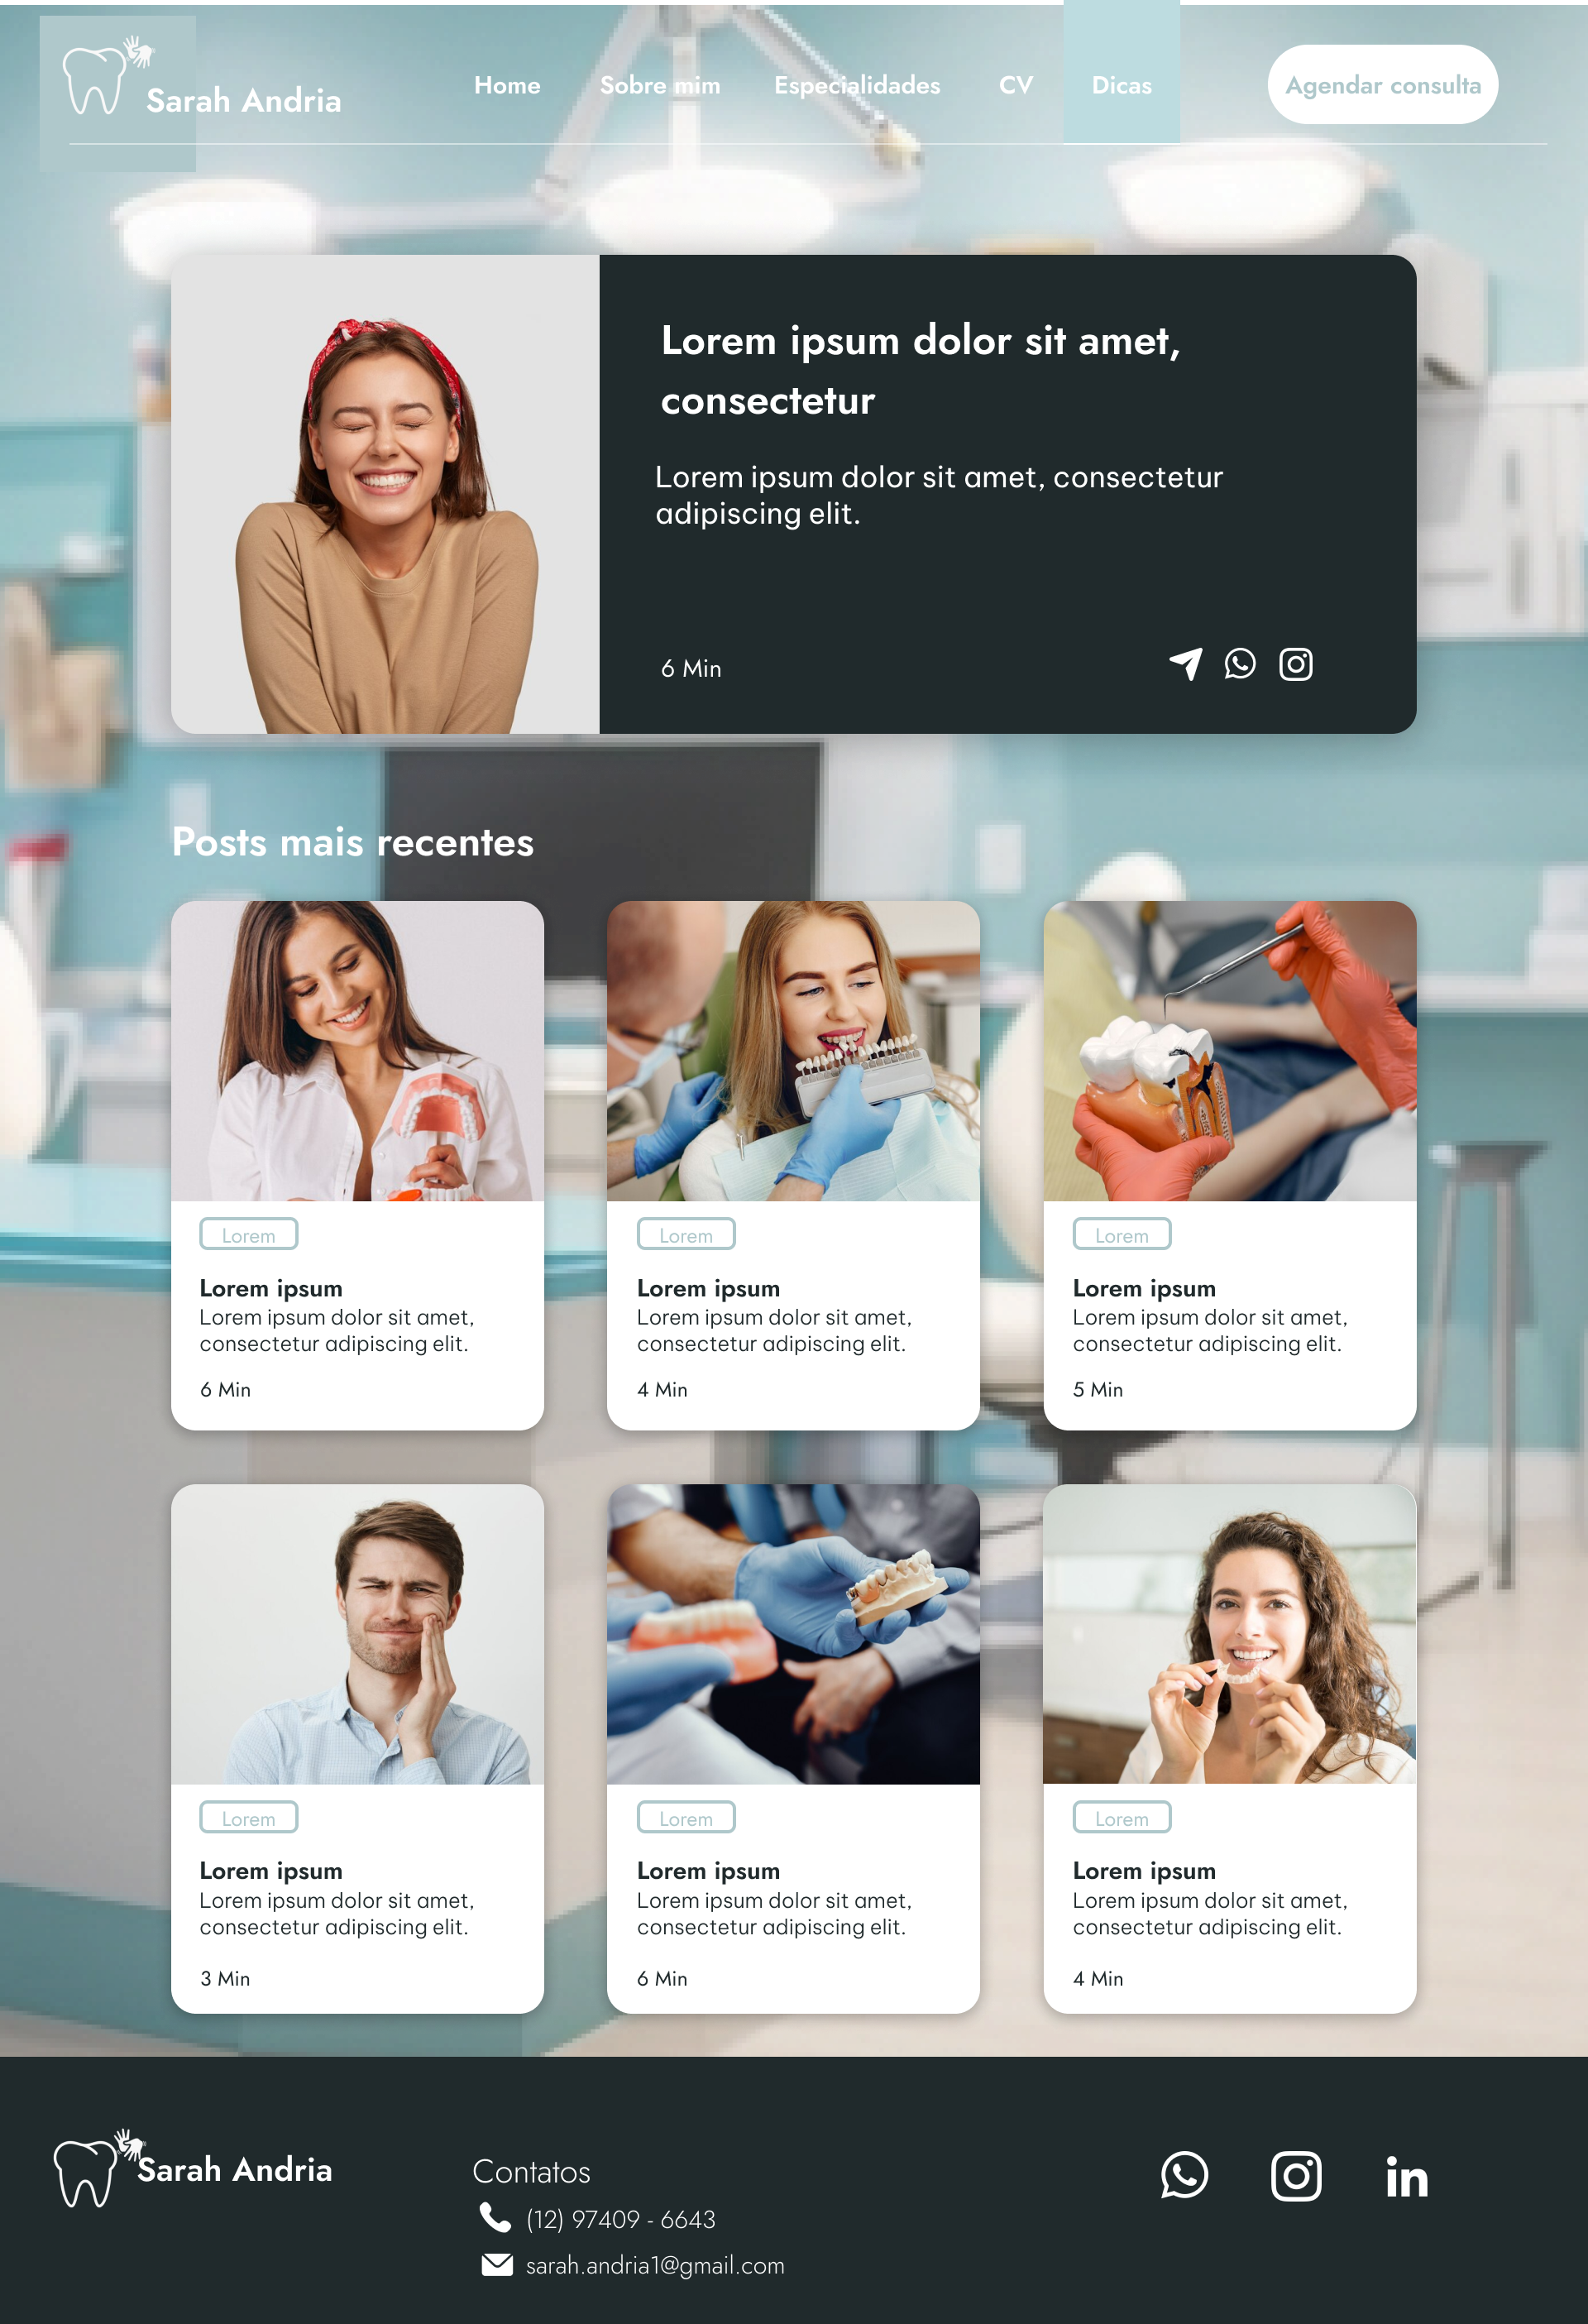 Sarah Andria
Home
Sobre mim
Especialidades
CV
Dicas
Agendar consulta
Lorem ipsum dolor sit amet,
consectetur
Lorem ipsum dolor sit amet, consectetur
adipiscing elit.
6 Min
Posts mais recentes
Lorem
Lorem ipsum
Lorem ipsum dolor sit amet,
consectetur adipiscing elit.
6 Min
Lorem
Lorem ipsum
Lorem ipsum dolor sit amet,
consectetur adipiscing elit.
4 Min
Lorem
Lorem ipsum
Lorem ipsum dolor sit amet,
consectetur adipiscing elit.
5 Min
Lorem
Lorem ipsum
Lorem ipsum dolor sit amet,
consectetur adipiscing elit.
3 Min
Lorem
Lorem ipsum
Lorem ipsum dolor sit amet,
consectetur adipiscing elit.
6 Min
Lorem
Lorem ipsum
Lorem ipsum dolor sit amet,
consectetur adipiscing elit.
4 Min
Sarah Andria
Contatos
(12) 97409 - 6643
sarah.andria1@gmail.com
in